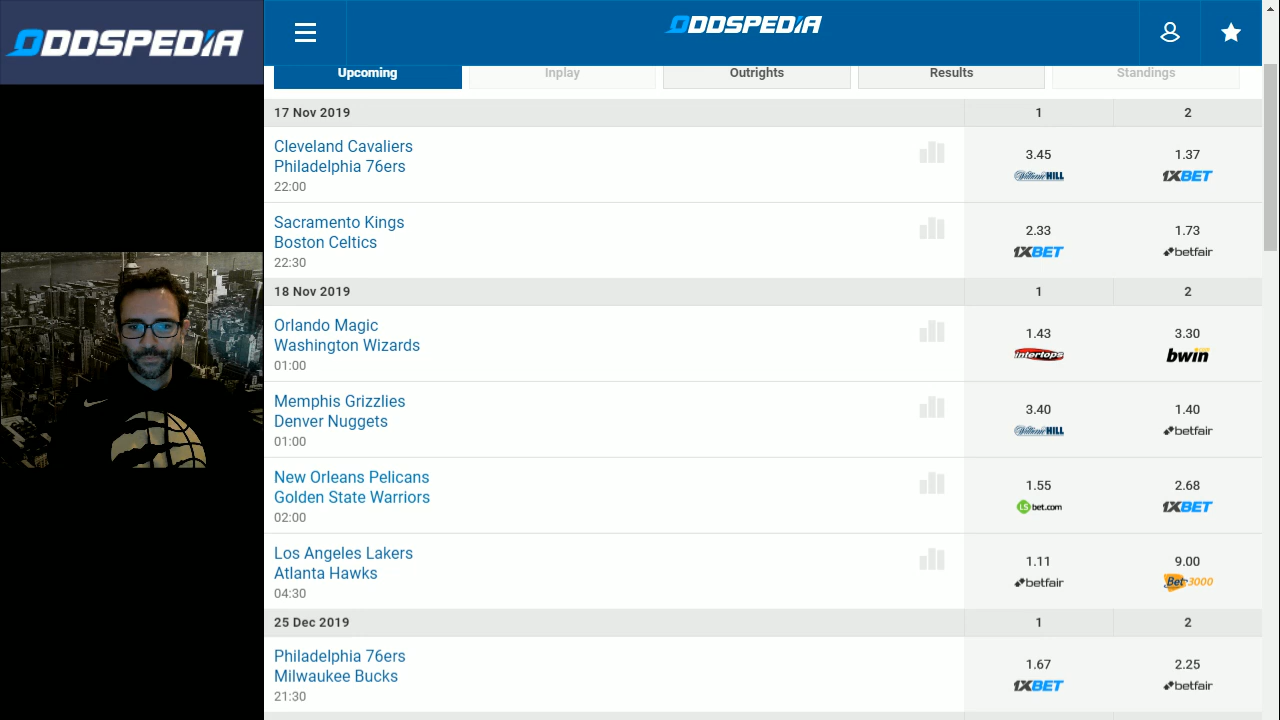 ODDSPEDIA
ODDSPEDIA
Upcoming
Inplay
Outrights
Results
Standings
17 Nov 2019 1 2
Cleveland Cavaliers
Philadelphia 76ers
22:00
3.45 1.37
William HILL 1XBET
Sacramento Kings
Boston Celtics
22:30
2.33 1.73
1XBET betfair
18 Nov 2019 1 2
Orlando Magic
Washington Wizards
01:00
1.43 3.30
intertops bwin
Memphis Grizzlies
Denver Nuggets
01:00
3.40 1.40
William HILL betfair
New Orleans Pelicans
Golden State Warriors
02:00
1.55 2.68
LS bet.com 1XBET
Los Angeles Lakers
Atlanta Hawks
04:30
1.11 9.00
betfair Bet3000
25 Dec 2019 1 2
Philadelphia 76ers
Milwaukee Bucks
21:30
1.67 2.25
1XBET betfair